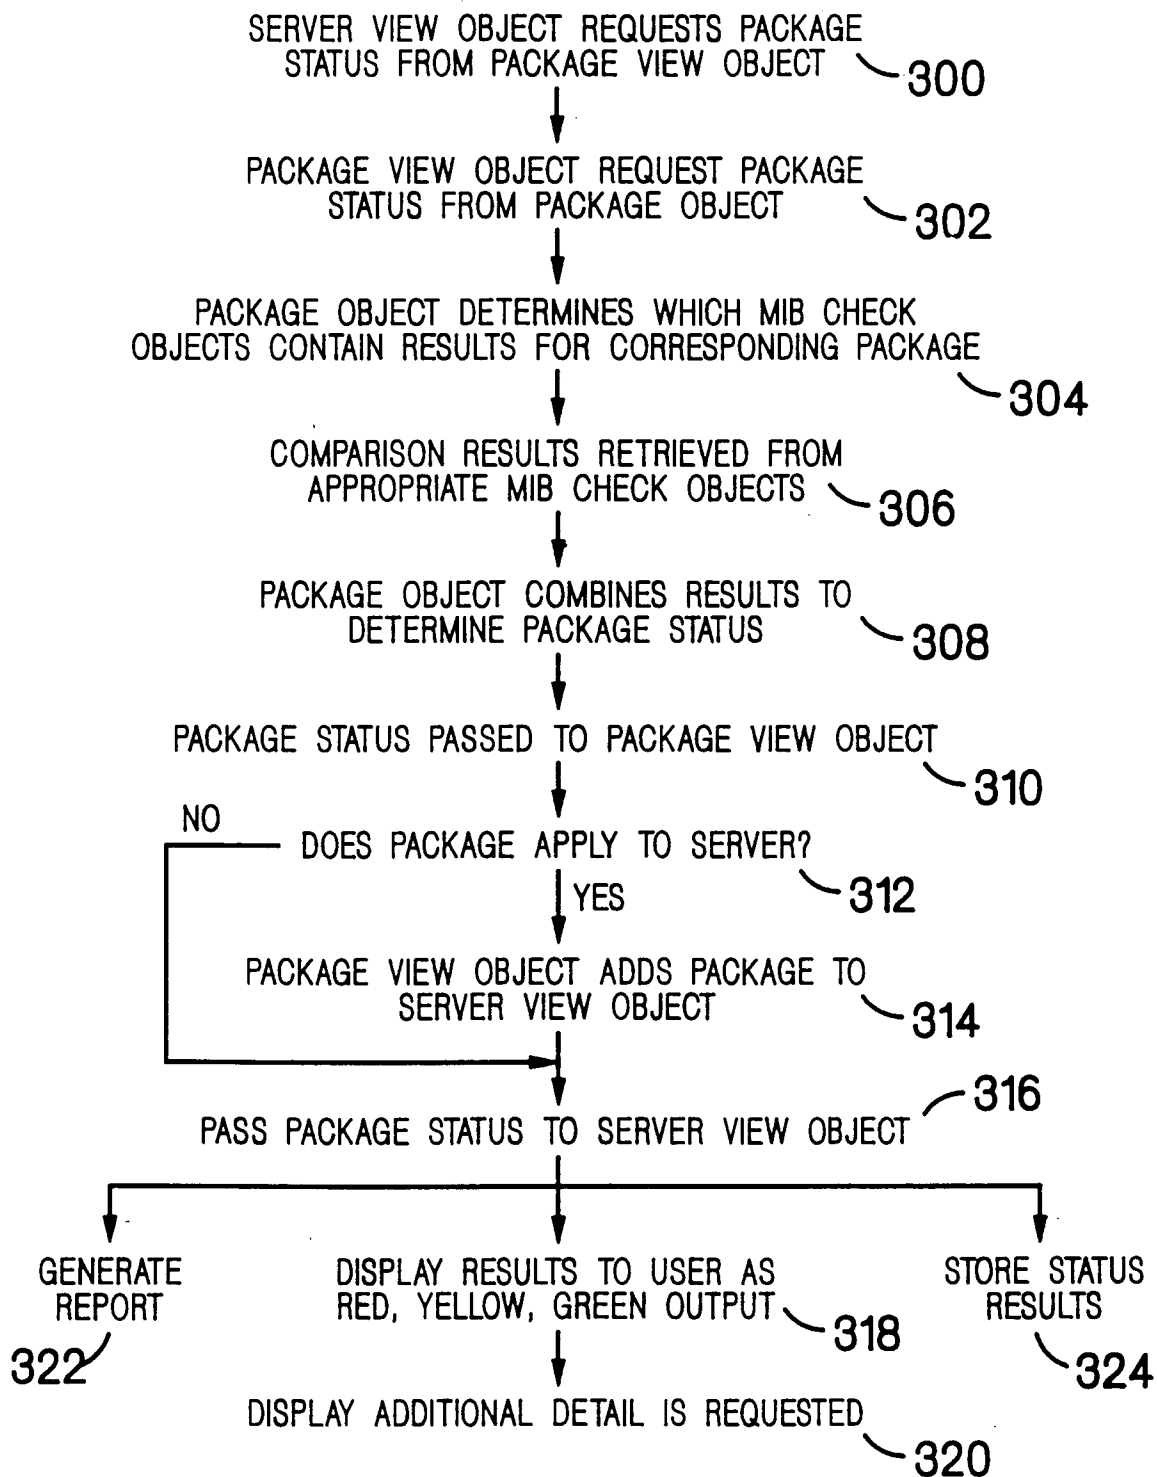 SERVER VIEW OBJECT REQUESTS PACKAGE
STATUS FROM PACKAGE VIEW OBJECT
300
PACKAGE VIEW OBJECT REQUEST PACKAGE
STATUS FROM PACKAGE OBJECT
302
PACKAGE OBJECT DETERMINES WHICH MIB CHECK
OBJECTS CONTAIN RESULTS FOR CORRESPONDING PACKAGE
304
COMPARISON RESULTS RETRIEVED FROM
APPROPRIATE MIB CHECK OBJECTS
306
PACKAGE OBJECT COMBINES RESULTS TO
DETERMINE PACKAGE STATUS
308
PACKAGE STATUS PASSED TO PACKAGE VIEW OBJECT
310
NO
DOES PACKAGE APPLY TO SERVER?
312
YES
PACKAGE VIEW OBJECT ADDS PACKAGE TO
SERVER VIEW OBJECT
314
316
PASS PACKAGE STATUS TO SERVER VIEW OBJECT
GENERATE
REPORT
322
DISPLAY RESULTS TO USER AS
RED, YELLOW, GREEN OUTPUT
318
STORE STATUS
RESULTS
324
DISPLAY ADDITIONAL DETAIL IS REQUESTED
320